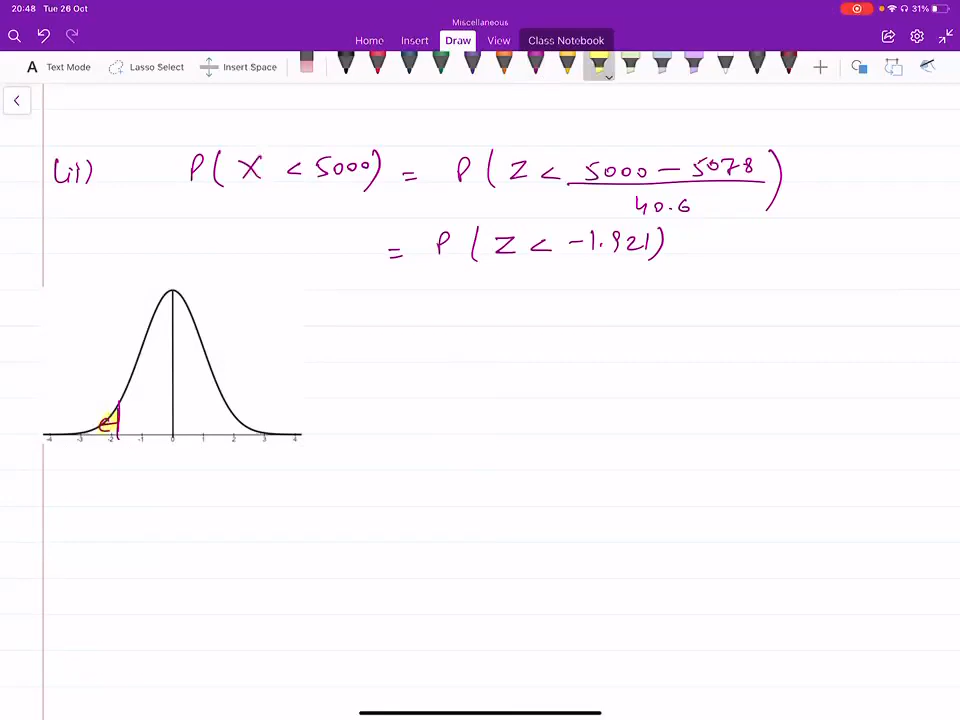 20:48 Tue 26 Oct
31%
Miscellaneous
Home Insert Draw View Class Notebook
A Text Mode Lasso Select Insert Space
(ii) P( X < 5000) = P( Z < 5000 - 5078
40.6 )
= P ( Z < -1.921)
-4 -3 -2 -1 0 1 2 3 4